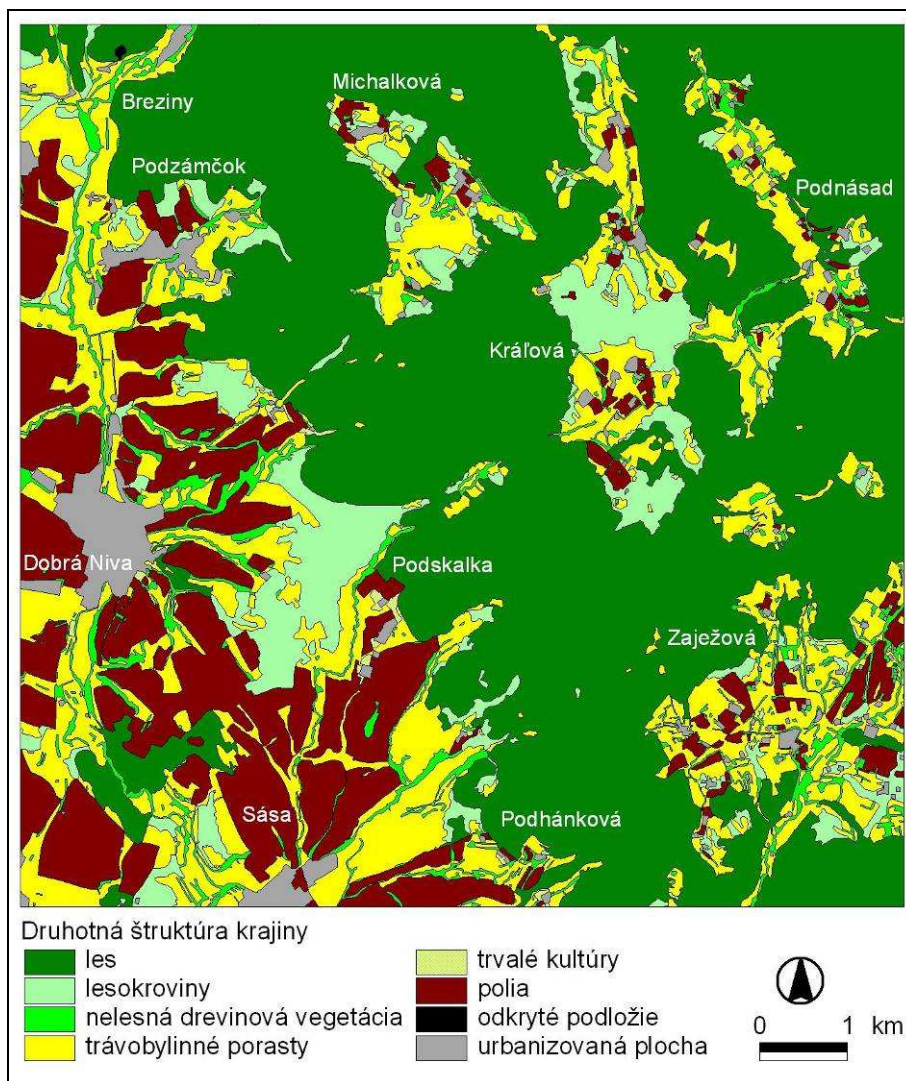 Michalková
Breziny
Podzámčok
Podnásad
Kráľová
Dobrá Niva
Podskalka
Zaježová
Sása
Podhánková
Druhotná štruktúra krajiny
les
lesokroviny
nelesná drevinová vegetácia
trávobylinné porasty
trvalé kultúry
polia
odkryté podložie
urbanizovaná plocha
0 1 km